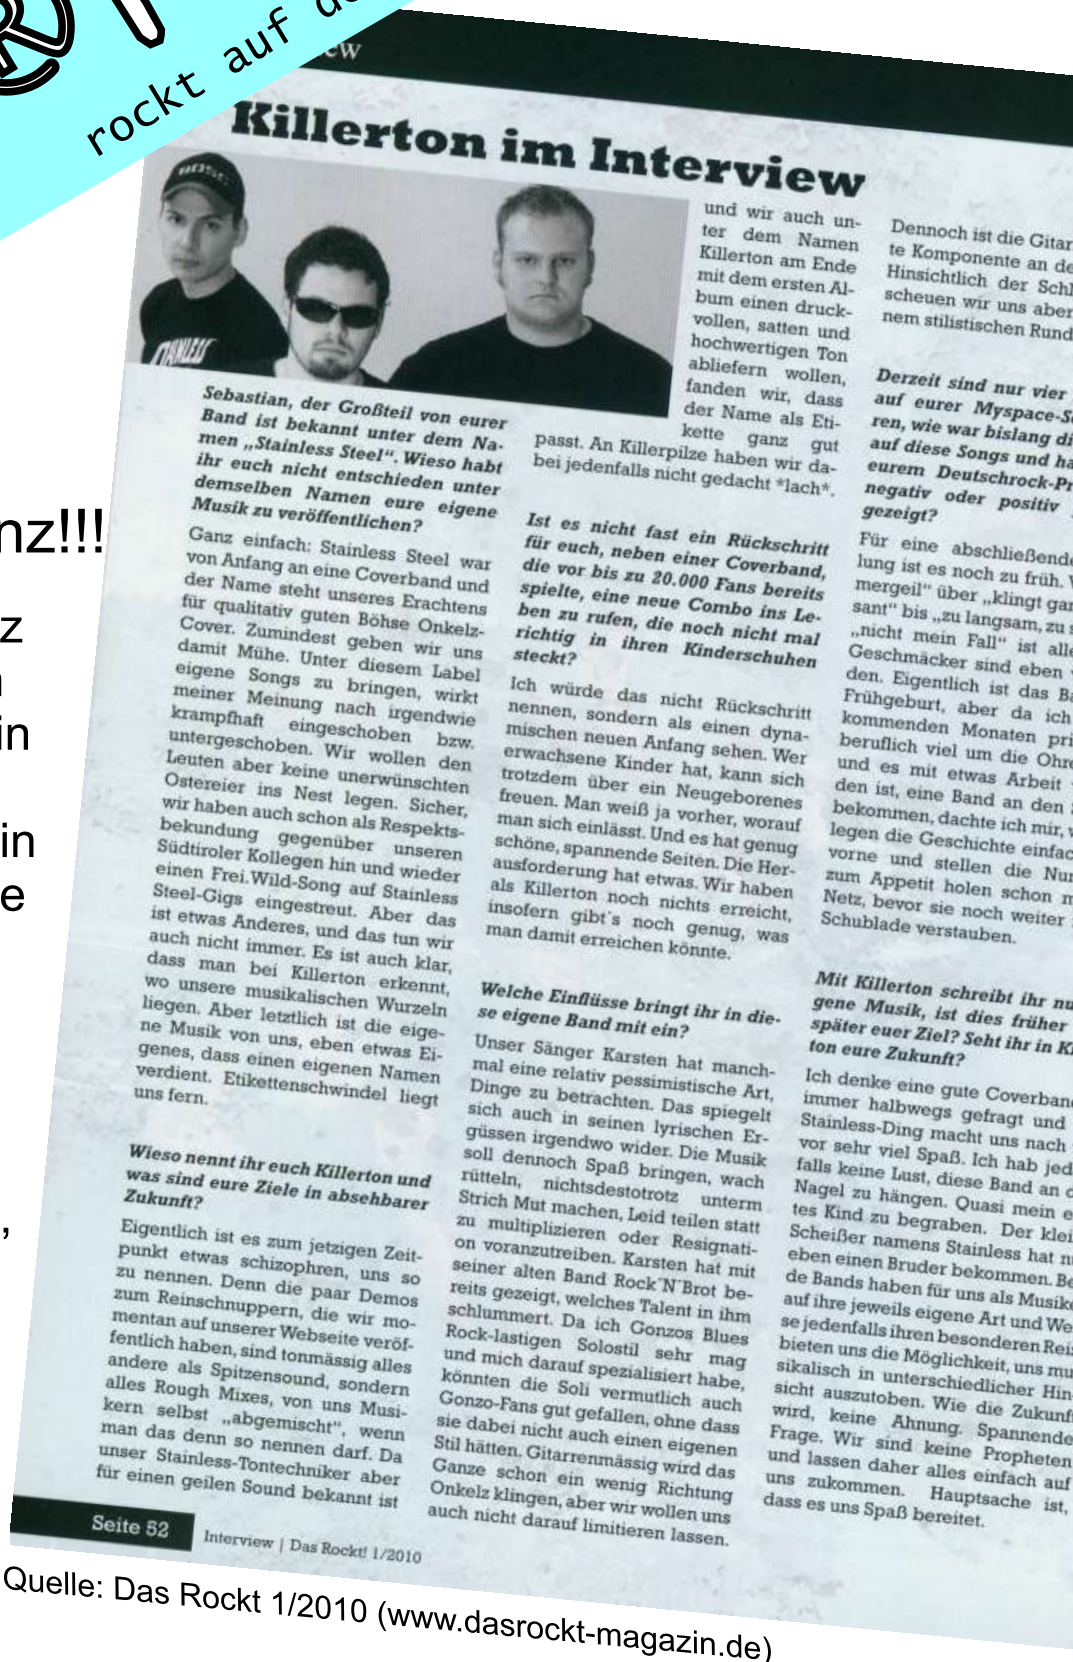 rockt auf de
Killerton im Interview
Sebastian, der Großteil von eurer
Band ist bekannt unter dem Na-
men „Stainless Steel“. Wieso habt
ihr euch nicht entschieden unter
demselben Namen eure eigene
Musik zu veröffentlichen?
Ganz einfach: Stainless Steel war
von Anfang an eine Coverband und
der Name steht unseres Erachtens
für qualitativ guten Böhse Onkelz-
Cover. Zumindest geben wir uns
damit Mühe. Unter diesem Label
eigene Songs zu bringen, wirkt
meiner Meinung nach irgendwie
krampfhaft eingeschoben bzw.
untergeschoben. Wir wollen den
Leuten aber keine unerwünschten
Ostereier ins Nest legen. Sicher,
wir haben auch schon als Respekts-
bekundung gegenüber unseren
Südtiroler Kollegen hin und wieder
einen Frei.Wild-Song auf Stainless
Steel-Gigs eingestreut. Aber das
ist etwas Anderes, und das tun wir
auch nicht immer. Es ist auch klar,
dass man bei Killerton erkennt,
wo unsere musikalischen Wurzeln
liegen. Aber letztlich ist die eige-
ne Musik von uns, eben etwas Ei-
genes, dass einen eigenen Namen
verdient. Etikettenschwindel liegt
uns fern.
Wieso nennt ihr euch Killerton und
was sind eure Ziele in absehbarer
Zukunft?
Eigentlich ist es zum jetzigen Zeit-
punkt etwas schizophren, uns so
zu nennen. Denn die paar Demos
zum Reinschnuppern, die wir mo-
mentan auf unserer Webseite veröf-
fentlich haben, sind tonmässig alles
andere als Spitzensound, sondern
alles Rough Mixes, von uns Musi-
kern selbst „abgemischt“, wenn
man das denn so nennen darf. Da
unser Stainless-Tontechniker aber
für einen geilen Sound bekannt ist
und wir auch un-
ter dem Namen
Killerton am Ende
mit dem ersten Al-
bum einen druck-
vollen, satten und
hochwertigen Ton
abliefern wollen,
fanden wir, dass
der Name als Eti-
kette ganz gut
passt. An Killerpilze haben wir da-
bei jedenfalls nicht gedacht *lach*.
Ist es nicht fast ein Rückschritt
für euch, neben einer Coverband,
die vor bis zu 20.000 Fans bereits
spielte, eine neue Combo ins Le-
ben zu rufen, die noch nicht mal
richtig in ihren Kinderschuhen
steckt?
Ich würde das nicht Rückschritt
nennen, sondern als einen dyna-
mischen neuen Anfang sehen. Wer
erwachsene Kinder hat, kann sich
trotzdem über ein Neugeborenes
freuen. Man weiß ja vorher, worauf
man sich einlässt. Und es hat genug
schöne, spannende Seiten. Die Her-
ausforderung hat etwas. Wir haben
als Killerton noch nichts erreicht,
insofern gibt´s noch genug, was
man damit erreichen könnte.
Welche Einflüsse bringt ihr in die-
se eigene Band mit ein?
Unser Sänger Karsten hat manch-
mal eine relativ pessimistische Art,
Dinge zu betrachten. Das spiegelt
sich auch in seinen lyrischen Er-
güssen irgendwo wider. Die Musik
soll dennoch Spaß bringen, wach
rütteln, nichtsdestotrotz unterm
Strich Mut machen, Leid teilen statt
zu multiplizieren oder Resignati-
on voranzutreiben. Karsten hat mit
seiner alten Band Rock´N´Brot be-
reits gezeigt, welches Talent in ihm
schlummert. Da ich Gonzos Blues
Rock-lastigen Solostil sehr mag
und mich darauf spezialisiert habe,
könnten die Soli vermutlich auch
Gonzo-Fans gut gefallen, ohne dass
sie dabei nicht auch einen eigenen
Stil hätten. Gitarrenmässig wird das
Ganze schon ein wenig Richtung
Onkelz klingen, aber wir wollen uns
auch nicht darauf limitieren lassen.
Dennoch ist die Gitar
te Komponente an de
Hinsichtlich der Schl
scheuen wir uns aber
nem stilistischen Rund
Derzeit sind nur vier
auf eurer Myspace-S
ren, wie war bislang di
auf diese Songs und ha
eurem Deutschrock-Pr
negativ oder positiv
gezeigt?
Für eine abschließend
lung ist es noch zu früh. V
mergeil“ über „klingt gar
sant“ bis „zu langsam, zu s
„nicht mein Fall“ ist alle
Geschmäcker sind eben
den. Eigentlich ist das Ba
Frühgeburt, aber da ich
kommenden Monaten pri
beruflich viel um die Ohre
und es mit etwas Arbeit
den ist, eine Band an den
bekommen, dachte ich mir, v
legen die Geschichte einfac
vorne und stellen die Nur
zum Appetit holen schon m
Netz, bevor sie noch weiter
Schublade verstauben.
Mit Killerton schreibt ihr nu
gene Musik, ist dies früher
später euer Ziel? Seht ihr in Ki
ton eure Zukunft?
Ich denke eine gute Coverband
immer halbwegs gefragt und
Stainless-Ding macht uns nach
vor sehr viel Spaß. Ich hab jed
falls keine Lust, diese Band an d
Nagel zu hängen. Quasi mein e
tes Kind zu begraben. Der klei
Scheißer namens Stainless hat nu
eben einen Bruder bekommen. Be
de Bands haben für uns als Musike
auf ihre jeweils eigene Art und We
se jedenfalls ihren besonderen Rei
bieten uns die Möglichkeit, uns mu
sikalisch in unterschiedlicher Hin
sicht auszutoben. Wie die Zukunft
wird, keine Ahnung. Spannende
Frage. Wir sind keine Propheten
und lassen daher alles einfach auf
uns zukommen. Hauptsache ist,
dass es uns Spaß bereitet.
Seite 52
Interview | Das Rockt! 1/2010
Quelle: Das Rockt 1/2010 (www.dasrockt-magazin.de)
nz!!!
z
in
in
e
,